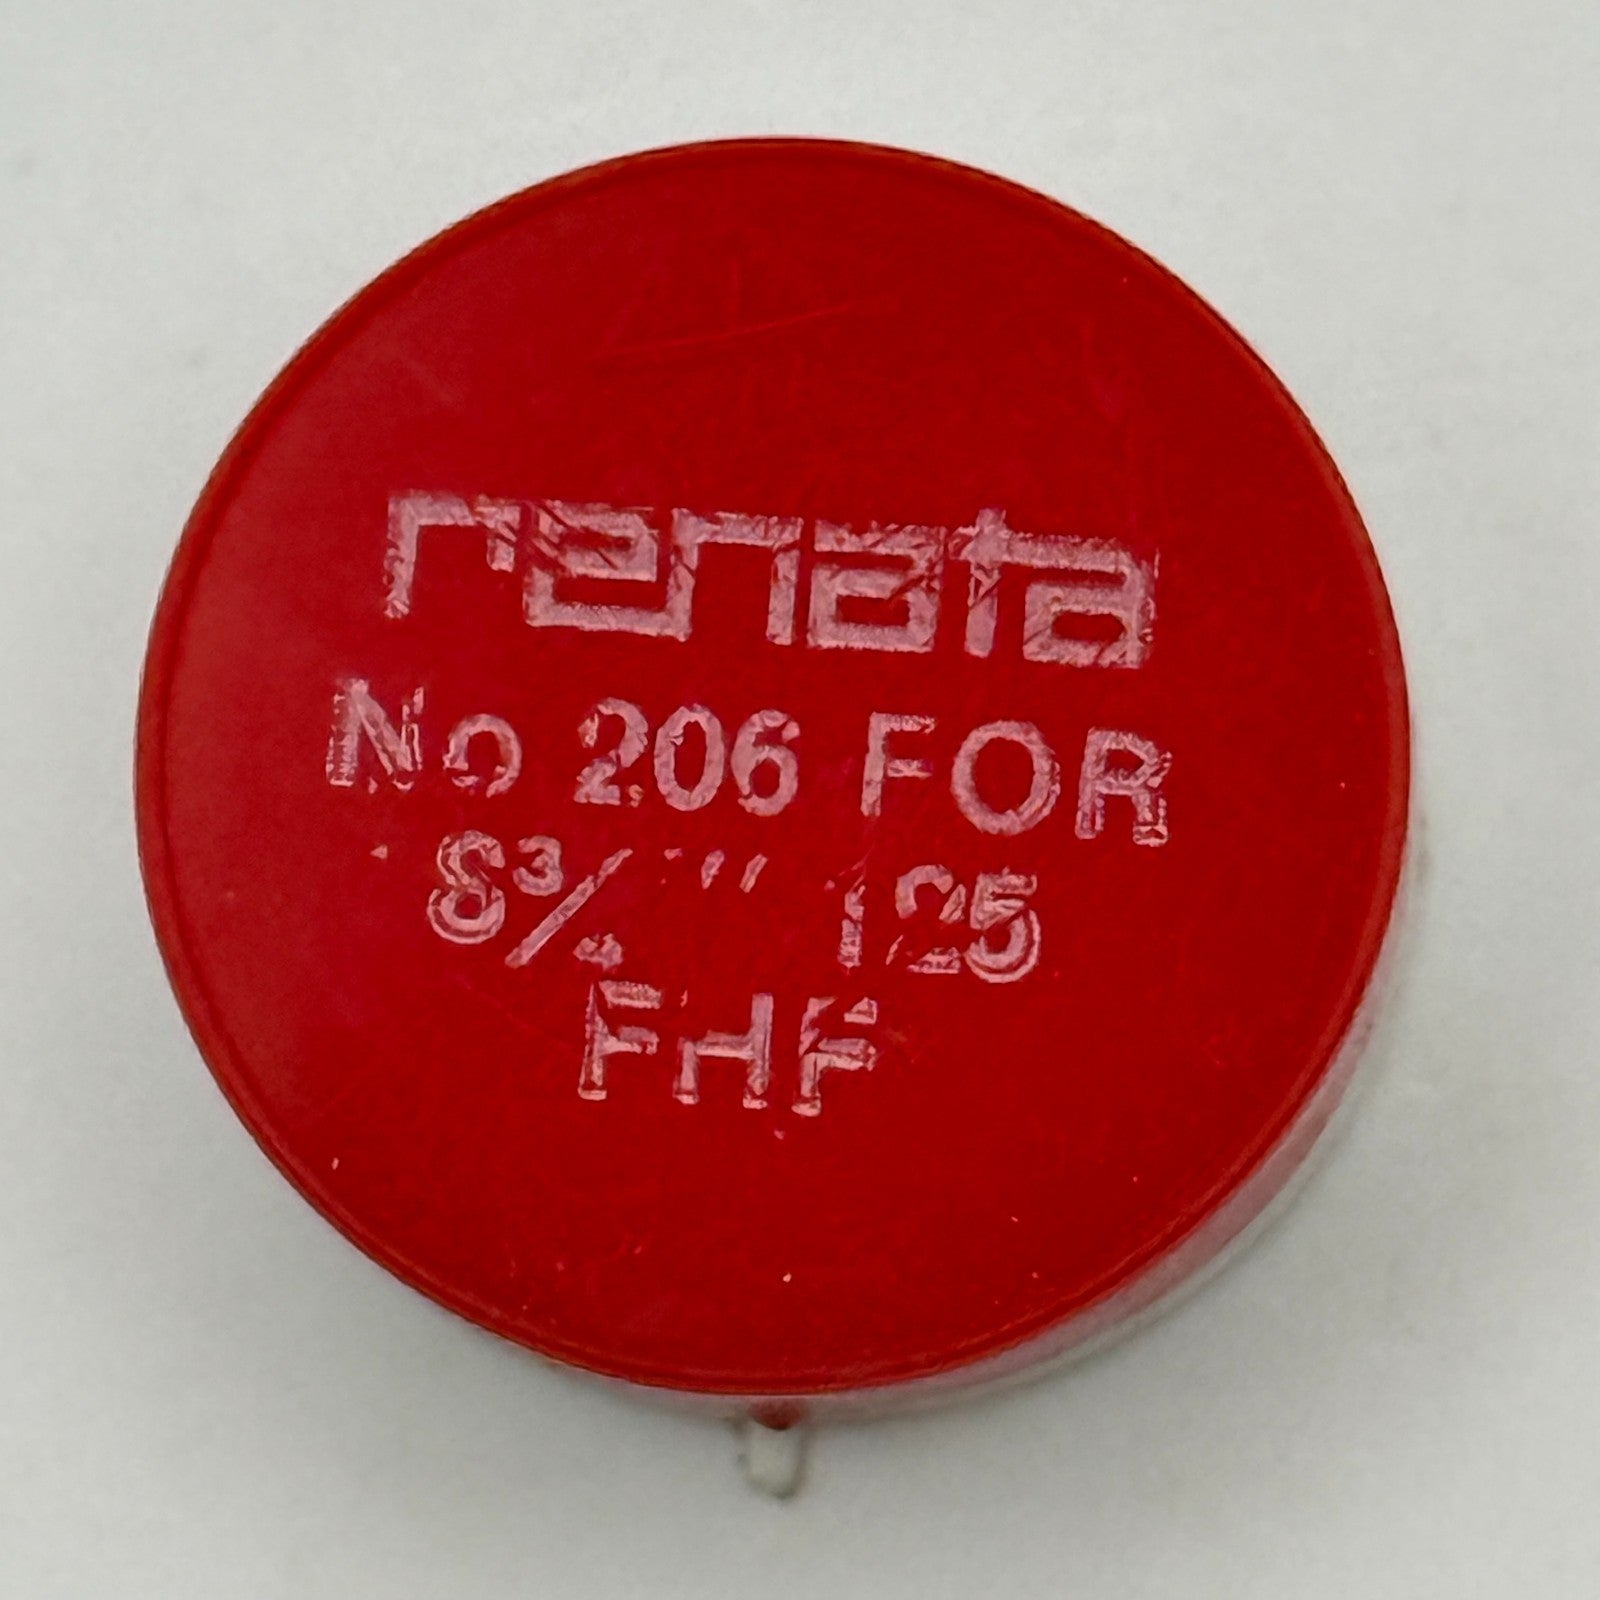 renata
No 206 FOR
8¾ ''' 125
FHF